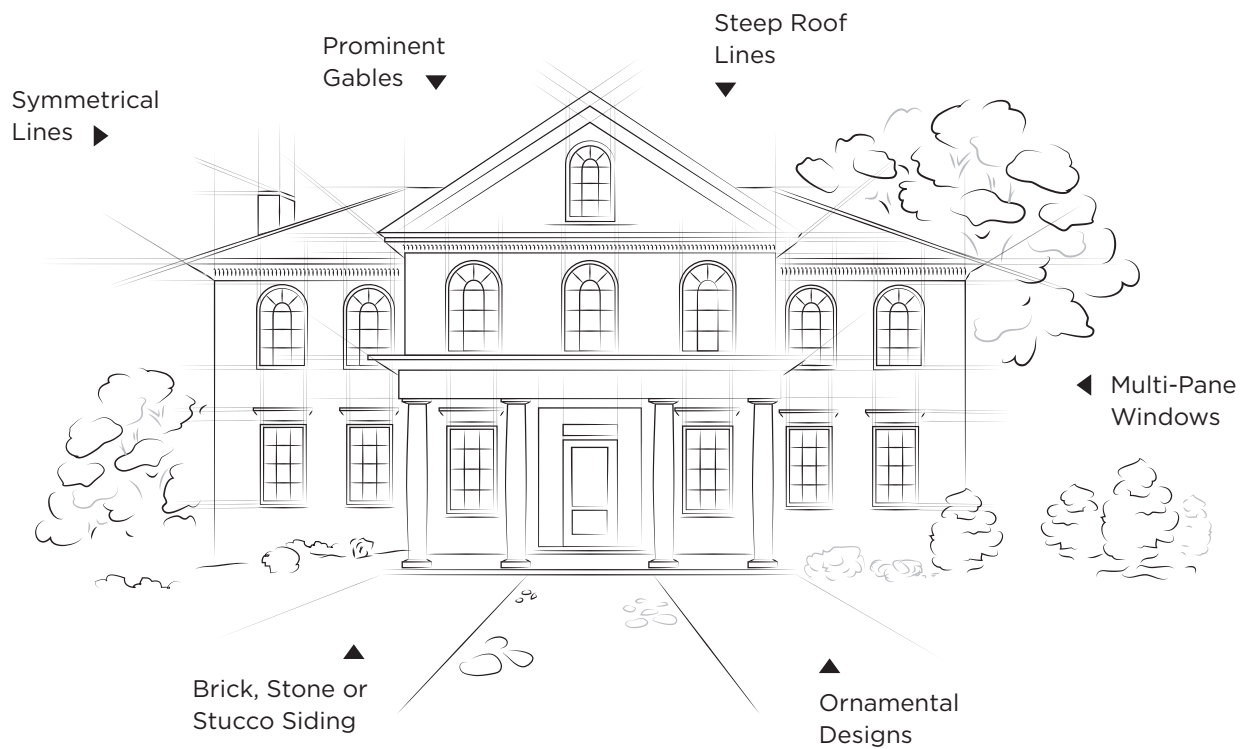 Steep Roof
Lines
Prominent
Gables
Symmetrical
Lines
Multi-Pane
Windows
Brick, Stone or
Stucco Siding
Ornamental
Designs